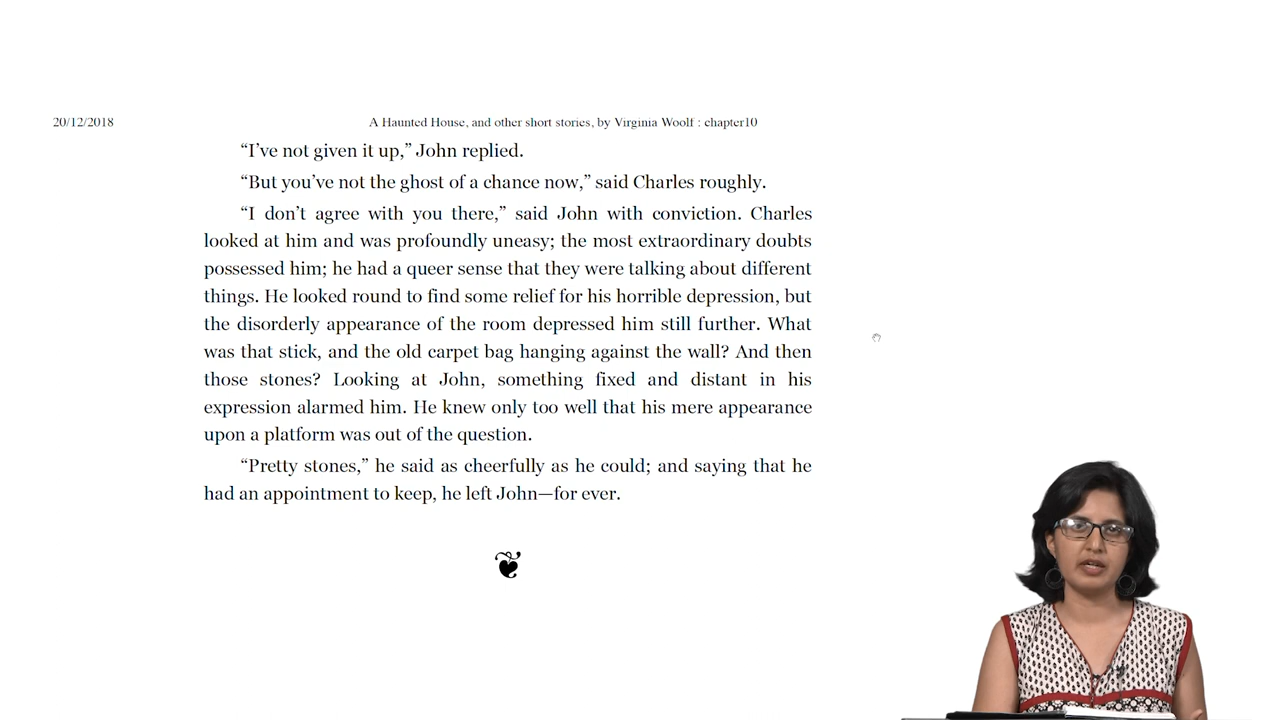 20/12/2018
A Haunted House, and other short stories, by Virginia Woolf : chapter10
“I’ve not given it up,” John replied.
“But you’ve not the ghost of a chance now,” said Charles roughly.
“I don’t agree with you there,” said John with conviction. Charles
looked at him and was profoundly uneasy; the most extraordinary doubts
possessed him; he had a queer sense that they were talking about different
things. He looked round to find some relief for his horrible depression, but
the disorderly appearance of the room depressed him still further. What
was that stick, and the old carpet bag hanging against the wall? And then
those stones? Looking at John, something fixed and distant in his
expression alarmed him. He knew only too well that his mere appearance
upon a platform was out of the question.
“Pretty stones,” he said as cheerfully as he could; and saying that he
had an appointment to keep, he left John—for ever.